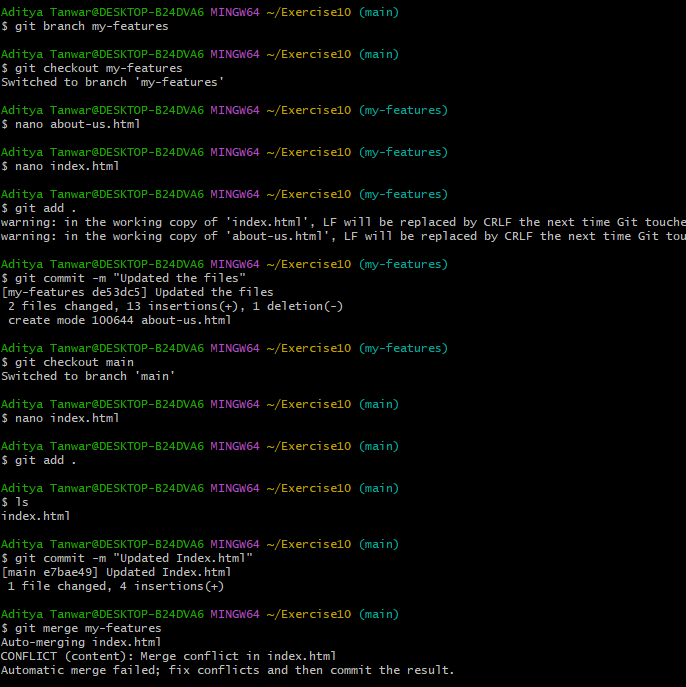 Aditya Tanwar@DESKTOP-B24DVA6 MINGW64 ~/Exercise10 (main)
$ git branch my-features
Aditya Tanwar@DESKTOP-B24DVA6 MINGW64 ~/Exercise10 (main)
$ git checkout my-features
Switched to branch 'my-features'
Aditya Tanwar@DESKTOP-B24DVA6 MINGW64 ~/Exercise10 (my-features)
$ nano about-us.html
Aditya Tanwar@DESKTOP-B24DVA6 MINGW64 ~/Exercise10 (my-features)
$ nano index.html
Aditya Tanwar@DESKTOP-B24DVA6 MINGW64 ~/Exercise10 (my-features)
$ git add .
warning: in the working copy of 'index.html', LF will be replaced by CRLF the next time Git touche
warning: in the working copy of 'about-us.html', LF will be replaced by CRLF the next time Git tou
Aditya Tanwar@DESKTOP-B24DVA6 MINGW64 ~/Exercise10 (my-features)
$ git commit -m "Updated the files"
[my-features de53dc5] Updated the files
 2 files changed, 13 insertions(+), 1 deletion(-)
 create mode 100644 about-us.html
Aditya Tanwar@DESKTOP-B24DVA6 MINGW64 ~/Exercise10 (my-features)
$ git checkout main
Switched to branch 'main'
Aditya Tanwar@DESKTOP-B24DVA6 MINGW64 ~/Exercise10 (main)
$ nano index.html
Aditya Tanwar@DESKTOP-B24DVA6 MINGW64 ~/Exercise10 (main)
$ git add .
Aditya Tanwar@DESKTOP-B24DVA6 MINGW64 ~/Exercise10 (main)
$ ls
index.html
Aditya Tanwar@DESKTOP-B24DVA6 MINGW64 ~/Exercise10 (main)
$ git commit -m "Updated Index.html"
[main e7bae49] Updated Index.html
 1 file changed, 4 insertions(+)
Aditya Tanwar@DESKTOP-B24DVA6 MINGW64 ~/Exercise10 (main)
$ git merge my-features
Auto-merging index.html
CONFLICT (content): Merge conflict in index.html
Automatic merge failed; fix conflicts and then commit the result.